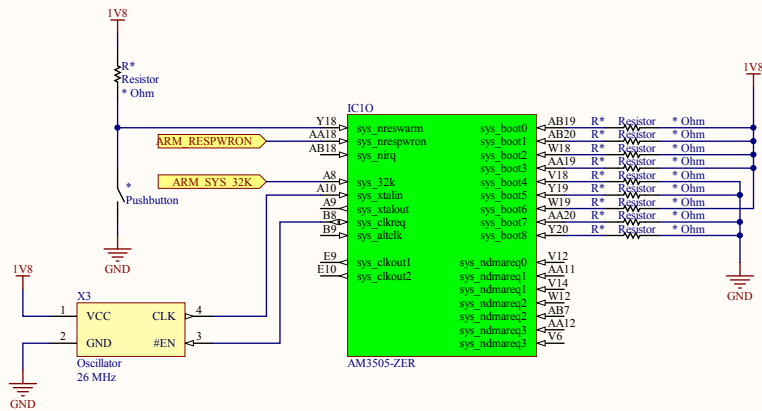 1V8
R*
Resistor
* Ohm
ARM_RESPWRON
ARM_SYS_32K
*
Pushbutton
GND
1V8
X3
1 VCC CLK 4
2 GND #EN 3
Oscillator
26 MHz
GND
IC1O
Y18 sys_nreswarm
AA18 sys_nrespwron
AB18 sys_nirq
A8 sys_32k
A10 sys_xtalin
A9 sys_xtalout
B8 sys_clkreq
B9 sys_altclk
E9 sys_clkout1
E10 sys_clkout2
1V8
sys_boot0 AB19 R* Resistor * Ohm
sys_boot1 AB20 R* Resistor * Ohm
sys_boot2 W18 R* Resistor * Ohm
sys_boot3 AA19 R* Resistor * Ohm
sys_boot4 V18 R* Resistor * Ohm
sys_boot5 Y19 R* Resistor * Ohm
sys_boot6 W19 R* Resistor * Ohm
sys_boot7 AA20 R* Resistor * Ohm
sys_boot8 Y20 R* Resistor * Ohm
sys_ndmareq0 V12
sys_ndmareq1 AA11
sys_ndmareq1 V14
sys_ndmareq2 W12
sys_ndmareq2 AB7
sys_ndmareq3 AA12
sys_ndmareq3 V6
AM3505-ZER
GND